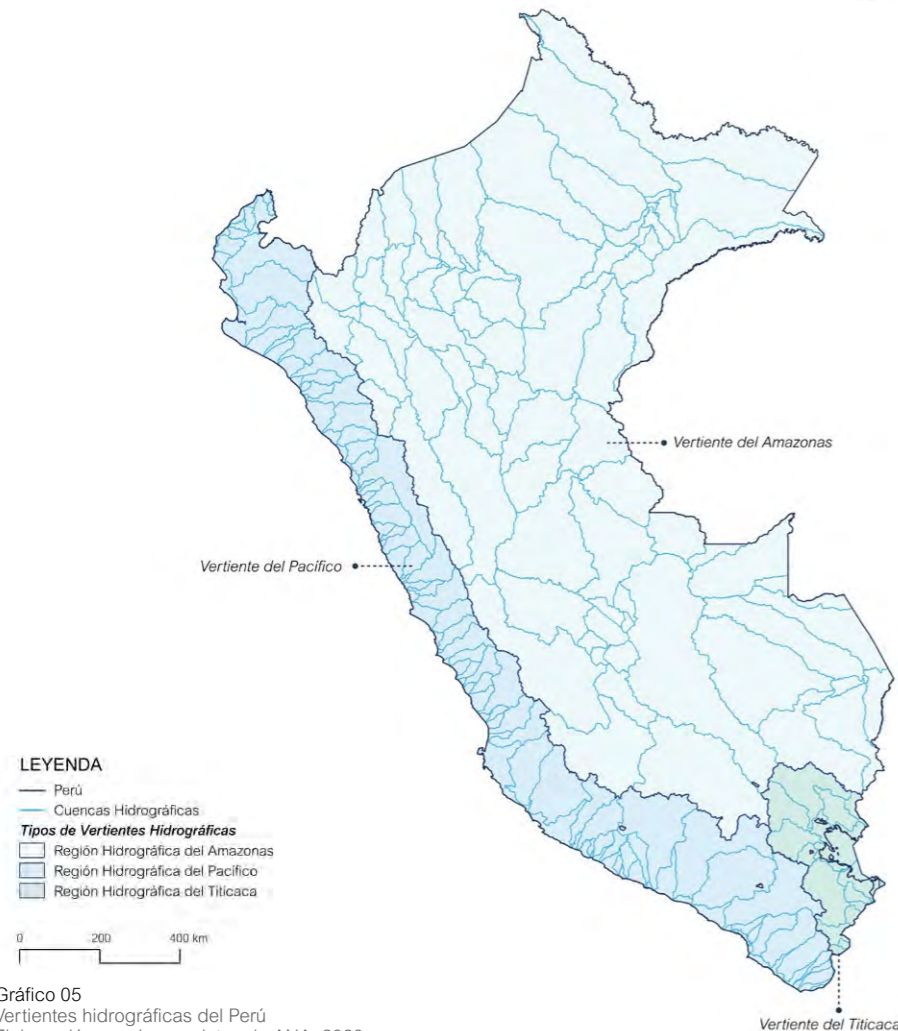 Vertiente del Amazonas
Vertiente del Pacífico
LEYENDA
Perú
Cuencas Hidrográficas
Tipos de Vertientes Hidrográficas
Región Hidrográfica del Amazonas
Región Hidrográfica del Pacífico
Región Hidrográfica del Titicaca
0 200 400 km
Gráfico 05
Vertientes hidrográficas del Perú
Vertiente del Titicaca